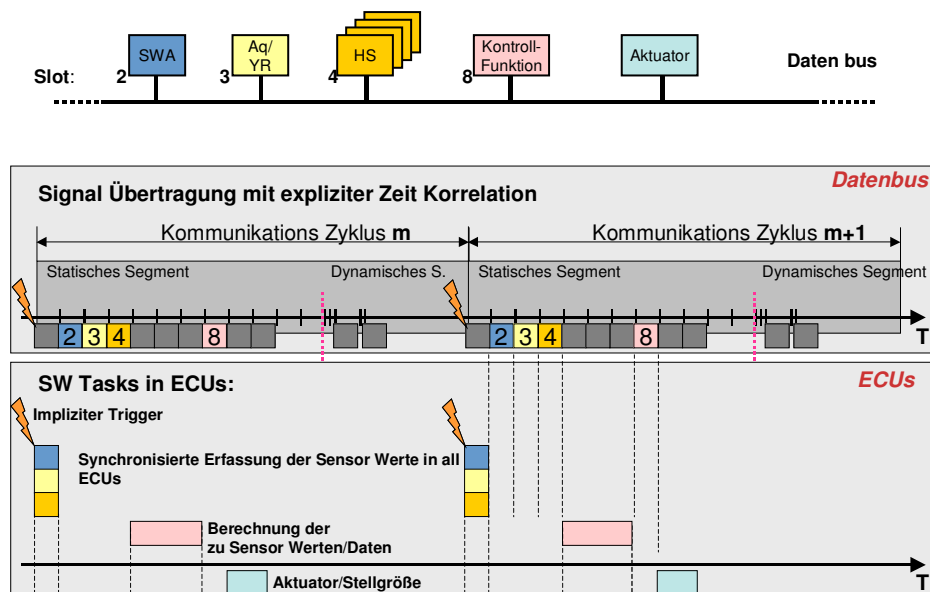 SWA
Aq/
YR
HS
Kontroll-
Funktion
Aktuator
Daten bus
Slot:
2
3
4
8
Datenbus
Signal Übertragung mit expliziter Zeit Korrelation
Kommunikations Zyklus m
Kommunikations Zyklus m+1
Statisches Segment
Dynamisches S.
Statisches Segment
Dynamisches Segment
2
3
4
8
2
3
4
8
T
ECUs
SW Tasks in ECUs:
Impliziter Trigger
Synchronisierte Erfassung der Sensor Werte in all
ECUs
Berechnung der
zu Sensor Werten/Daten
T
Aktuator/Stellgröße